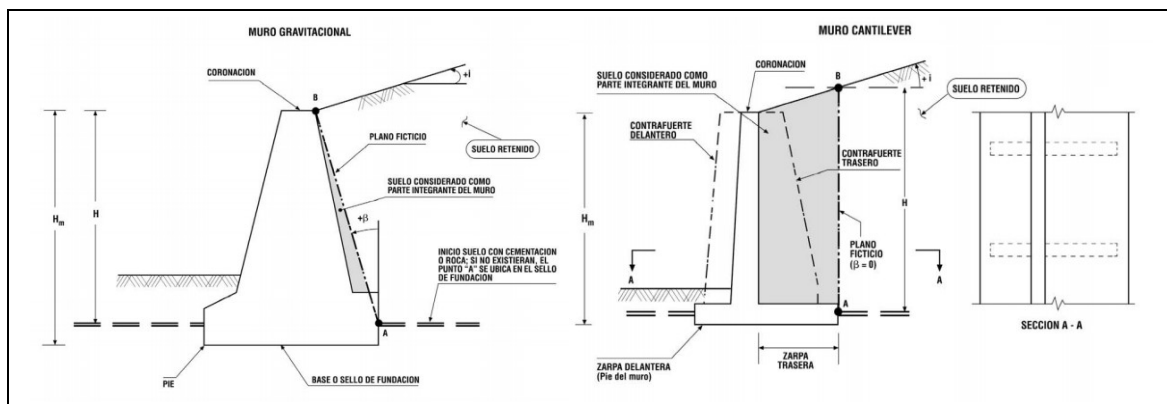 MURO GRAVITACIONAL
CORONACION
B
+i
PLANO FICTICIO
SUELO RETENIDO
SUELO CONSIDERADO COMO
PARTE INTEGRANTE DEL MURO
Hm
H
+β
INICIO SUELO CON CEMENTACION
O ROCA; SI NO EXISTIERAN, EL
PUNTO "A" SE UBICA EN EL SELLO
DE FUNDACION
A
PIE
BASE O SELLO DE FUNDACION
MURO CANTILEVER
CORONACION
B
SUELO CONSIDERADO COMO
PARTE INTEGRANTE DEL MURO
+i
SUELO RETENIDO
CONTRAFUERTE
DELANTERO
CONTRAFUERTE
TRASERO
Hm
H
PLANO
FICTICIO
(β = 0)
A
A
A
ZARPA DELANTERA
(Pie del muro)
ZARPA
TRASERA
SECCION A - A